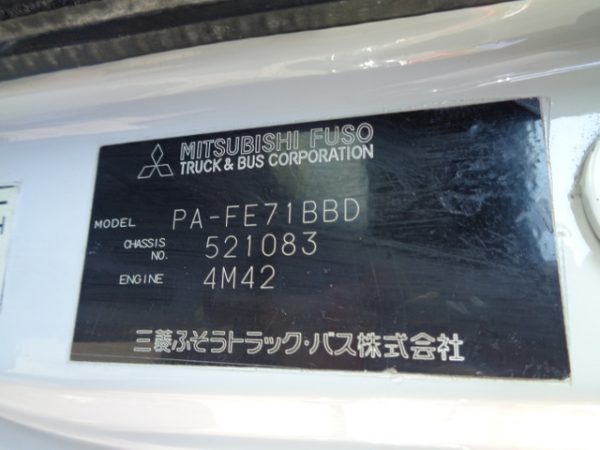 MITSUBISHI FUSO
TRUCK & BUS CORPORATION
MODEL PA-FE71BBD
CHASSIS NO. 521083
ENGINE 4M42
三菱ふそうトラック・バス株式会社
H